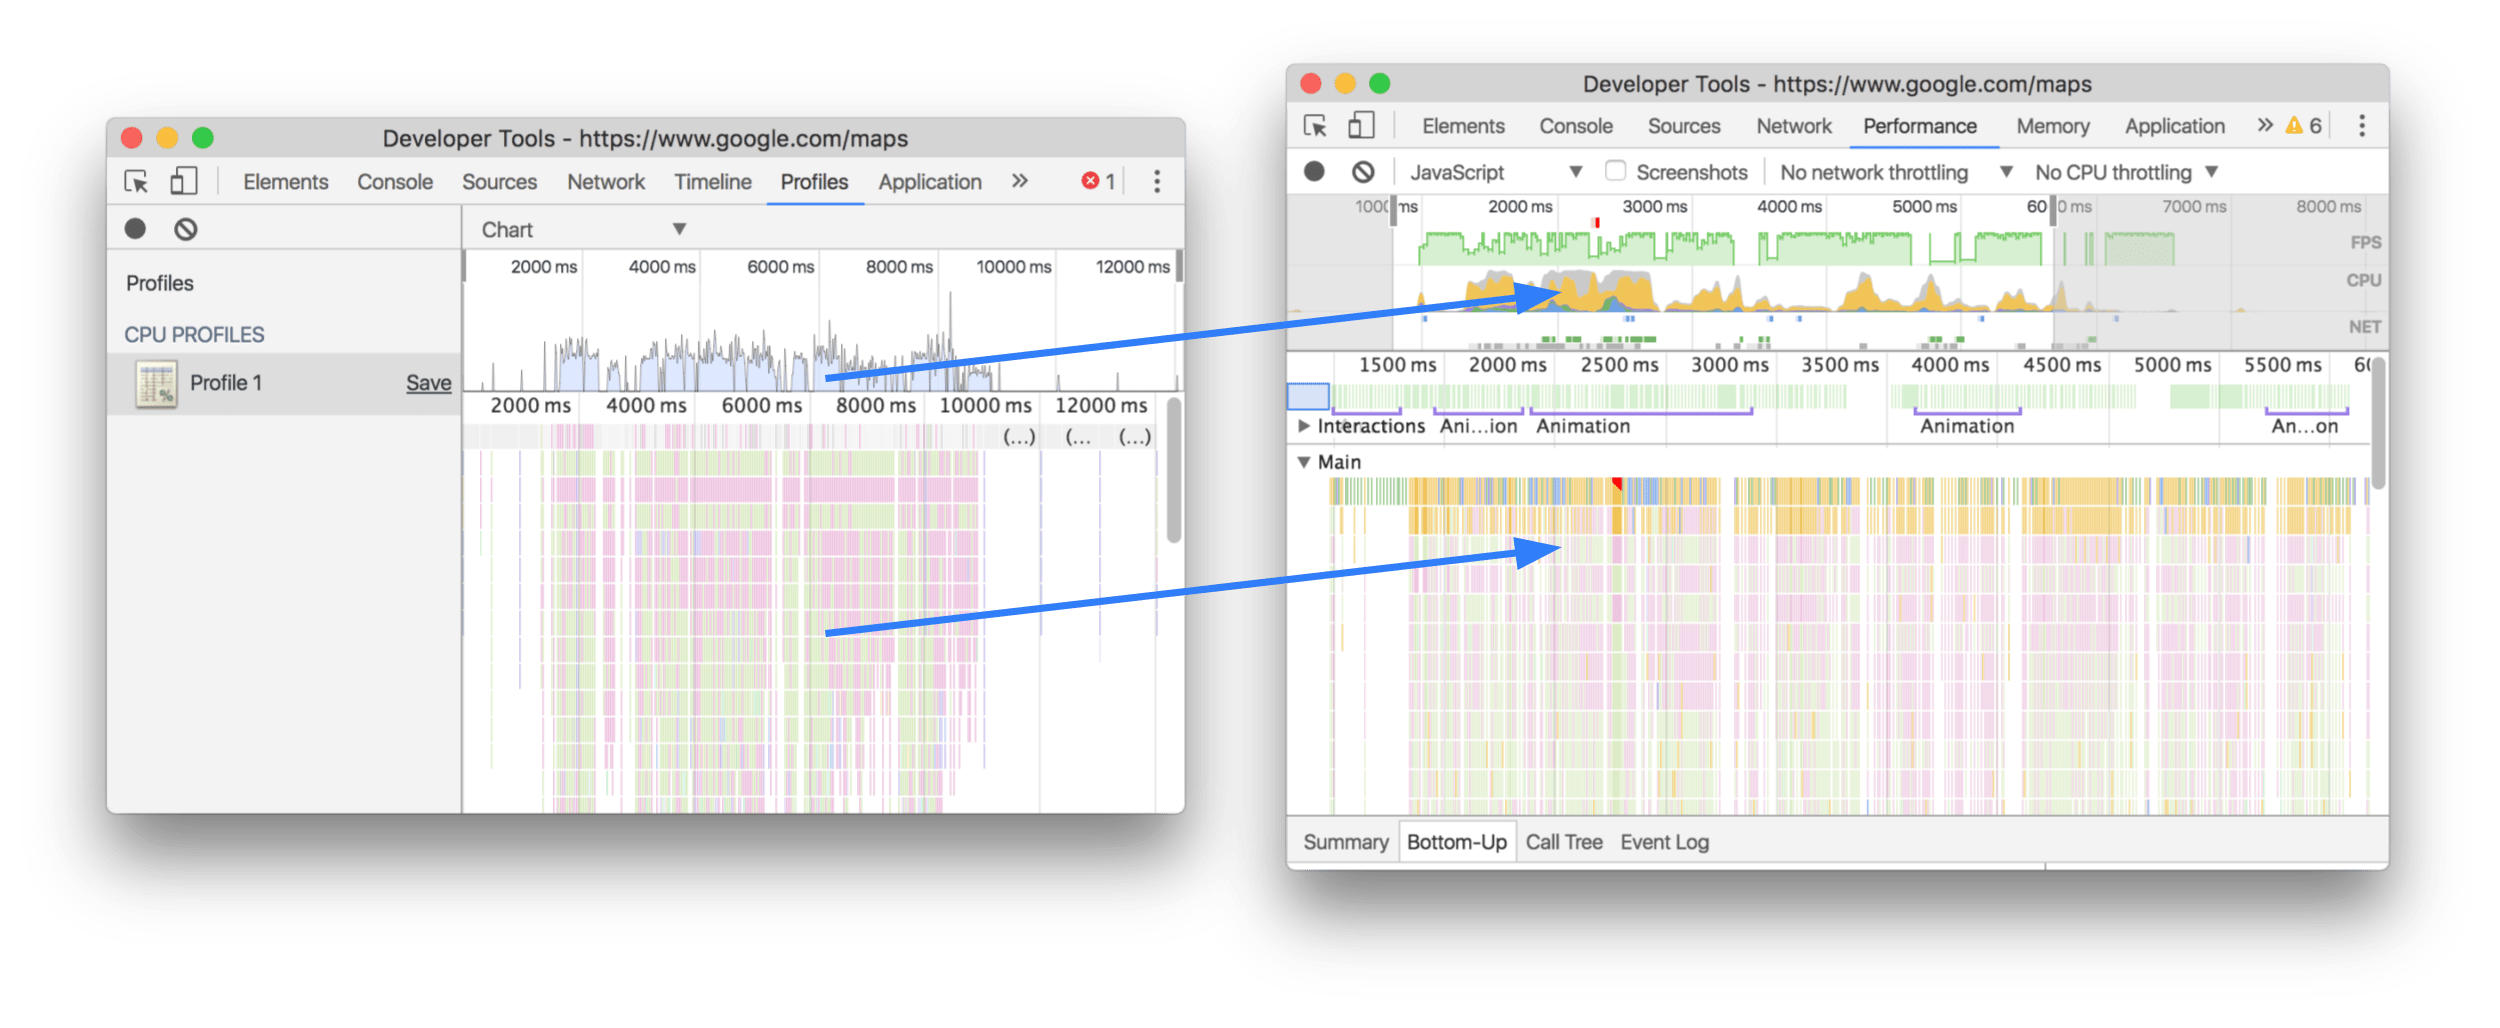 Developer Tools - https://www.google.com/maps
Elements Console Sources Network Timeline Profiles Application » 1
Chart
Profiles
CPU PROFILES
Profile 1 Save
2000 ms 4000 ms 6000 ms 8000 ms 10000 ms 12000 ms
2000 ms 4000 ms 6000 ms 8000 ms 10000 ms 12000 ms
(...) (... (...)
Developer Tools - https://www.google.com/maps
Elements Console Sources Network Performance Memory Application » 6
JavaScript Screenshots No network throttling No CPU throttling
1000 ms 2000 ms 3000 ms 4000 ms 5000 ms 6000 ms 7000 ms 8000 ms
FPS
CPU
NET
1500 ms 2000 ms 2500 ms 3000 ms 3500 ms 4000 ms 4500 ms 5000 ms 5500 ms 60
Interactions Ani...ion Animation Animation An...on
Main
Summary Bottom-Up Call Tree Event Log